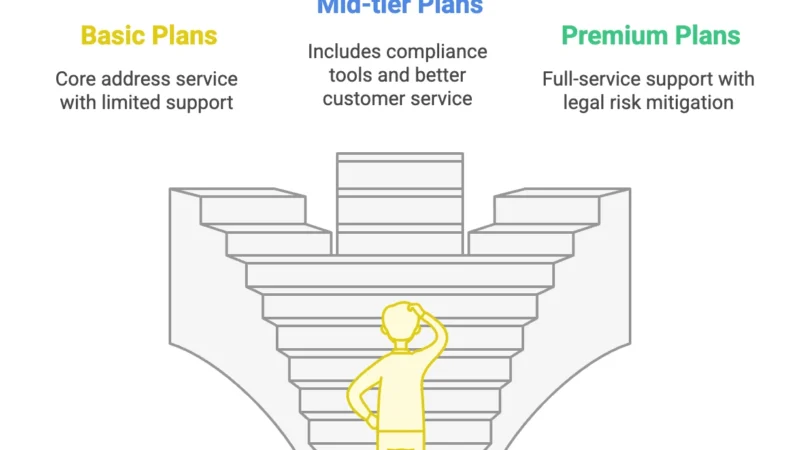 Basic Plans
Core address service
with limited support
Mid-tier Plans
Includes compliance
tools and better
customer service
Premium Plans
Full-service support with
legal risk mitigation